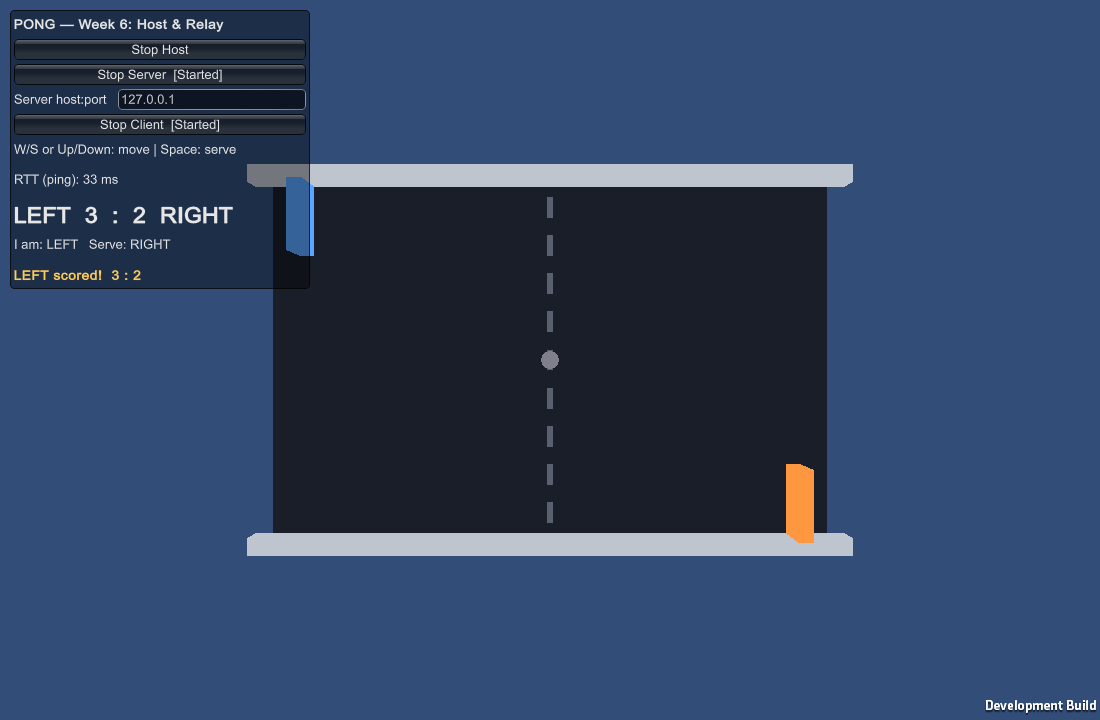 PONG — Week 6: Host & Relay
Stop Host
Stop Server  [Started]
Server host:port  127.0.0.1
Stop Client  [Started]
W/S or Up/Down: move | Space: serve
RTT (ping): 33 ms
LEFT  3  :  2  RIGHT
I am: LEFT   Serve: RIGHT
LEFT scored!  3 : 2
Development Build